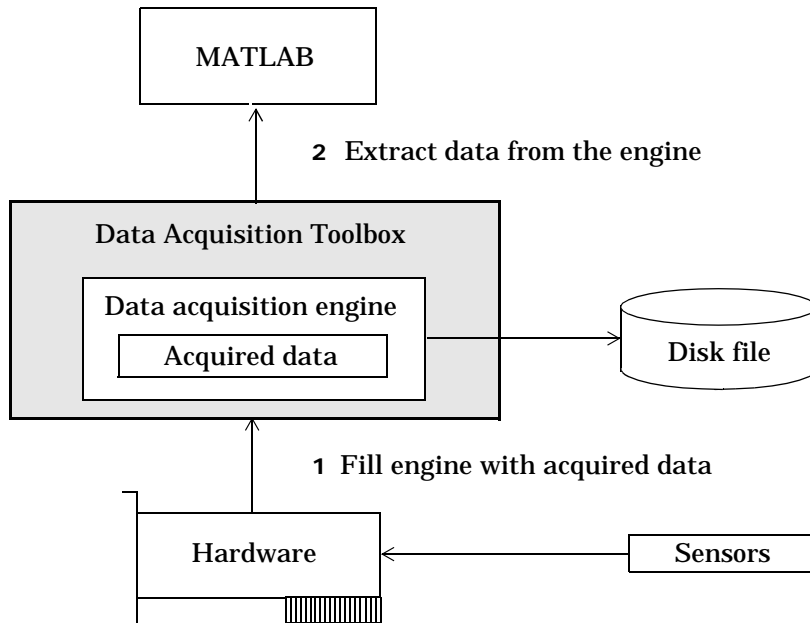 MATLAB
2 Extract data from the engine
Data Acquisition Toolbox
Data acquisition engine
Acquired data
Disk file
1 Fill engine with acquired data
Hardware
Sensors